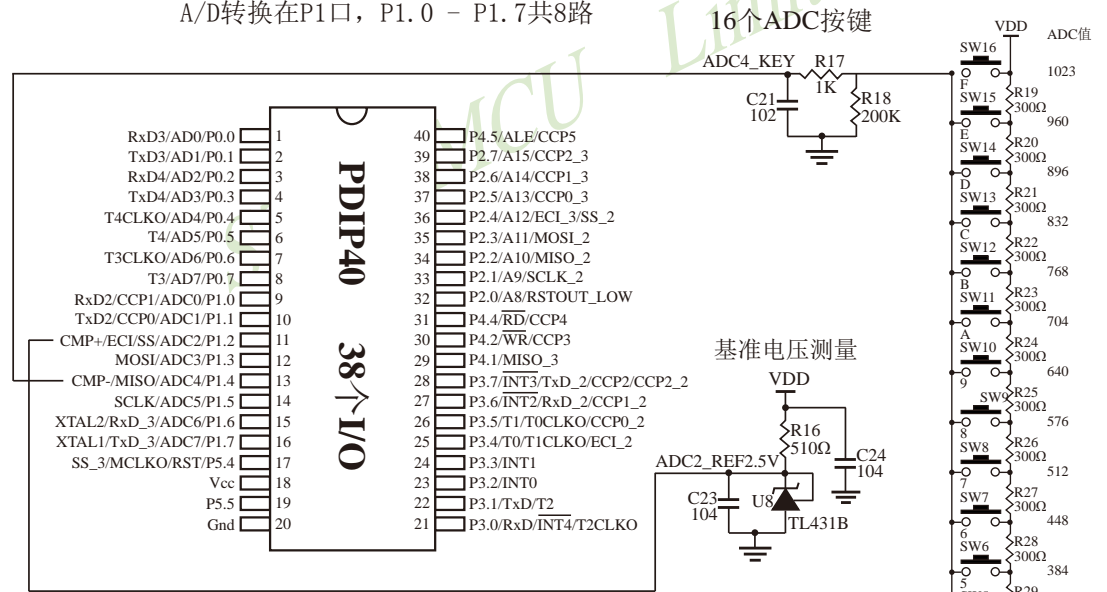 A/D转换在P1口，P1.0 - P1.7共8路
16个ADC按键
VDD
ADC值
ADC4_KEY
R17
1K
C21
102
R18
200K
SW16
F
1023
R19
300Ω
SW15
E
960
R20
300Ω
SW14
D
896
R21
300Ω
SW13
C
832
R22
300Ω
SW12
B
768
R23
300Ω
SW11
A
704
R24
300Ω
SW10
9
640
R25
300Ω
SW9
8
576
R26
300Ω
SW8
7
512
R27
300Ω
SW7
6
448
R28
300Ω
SW6
5
384
R29
PDIP40 38个I/O
RxD3/AD0/P0.0 1
TxD3/AD1/P0.1 2
RxD4/AD2/P0.2 3
TxD4/AD3/P0.3 4
T4CLKO/AD4/P0.4 5
T4/AD5/P0.5 6
T3CLKO/AD6/P0.6 7
T3/AD7/P0.7 8
RxD2/CCP1/ADC0/P1.0 9
TxD2/CCP0/ADC1/P1.1 10
CMP+/ECI/SS/ADC2/P1.2 11
MOSI/ADC3/P1.3 12
CMP-/MISO/ADC4/P1.4 13
SCLK/ADC5/P1.5 14
XTAL2/RxD_3/ADC6/P1.6 15
XTAL1/TxD_3/ADC7/P1.7 16
SS_3/MCLKO/RST/P5.4 17
Vcc 18
P5.5 19
Gnd 20
40 P4.5/ALE/CCP5
39 P2.7/A15/CCP2_3
38 P2.6/A14/CCP1_3
37 P2.5/A13/CCP0_3
36 P2.4/A12/ECI_3/SS_2
35 P2.3/A11/MOSI_2
34 P2.2/A10/MISO_2
33 P2.1/A9/SCLK_2
32 P2.0/A8/RSTOUT_LOW
31 P4.4/RD/CCP4
30 P4.2/WR/CCP3
29 P4.1/MISO_3
28 P3.7/INT3/TxD_2/CCP2/CCP2_2
27 P3.6/INT2/RxD_2/CCP1_2
26 P3.5/T1/T0CLKO/CCP0_2
25 P3.4/T0/T1CLKO/ECI_2
24 P3.3/INT1
23 P3.2/INT0
22 P3.1/TxD/T2
21 P3.0/RxD/INT4/T2CLKO
基准电压测量
VDD
R16
510Ω
C24
104
ADC2_REF2.5V
C23
104
U8
TL431B
MCU